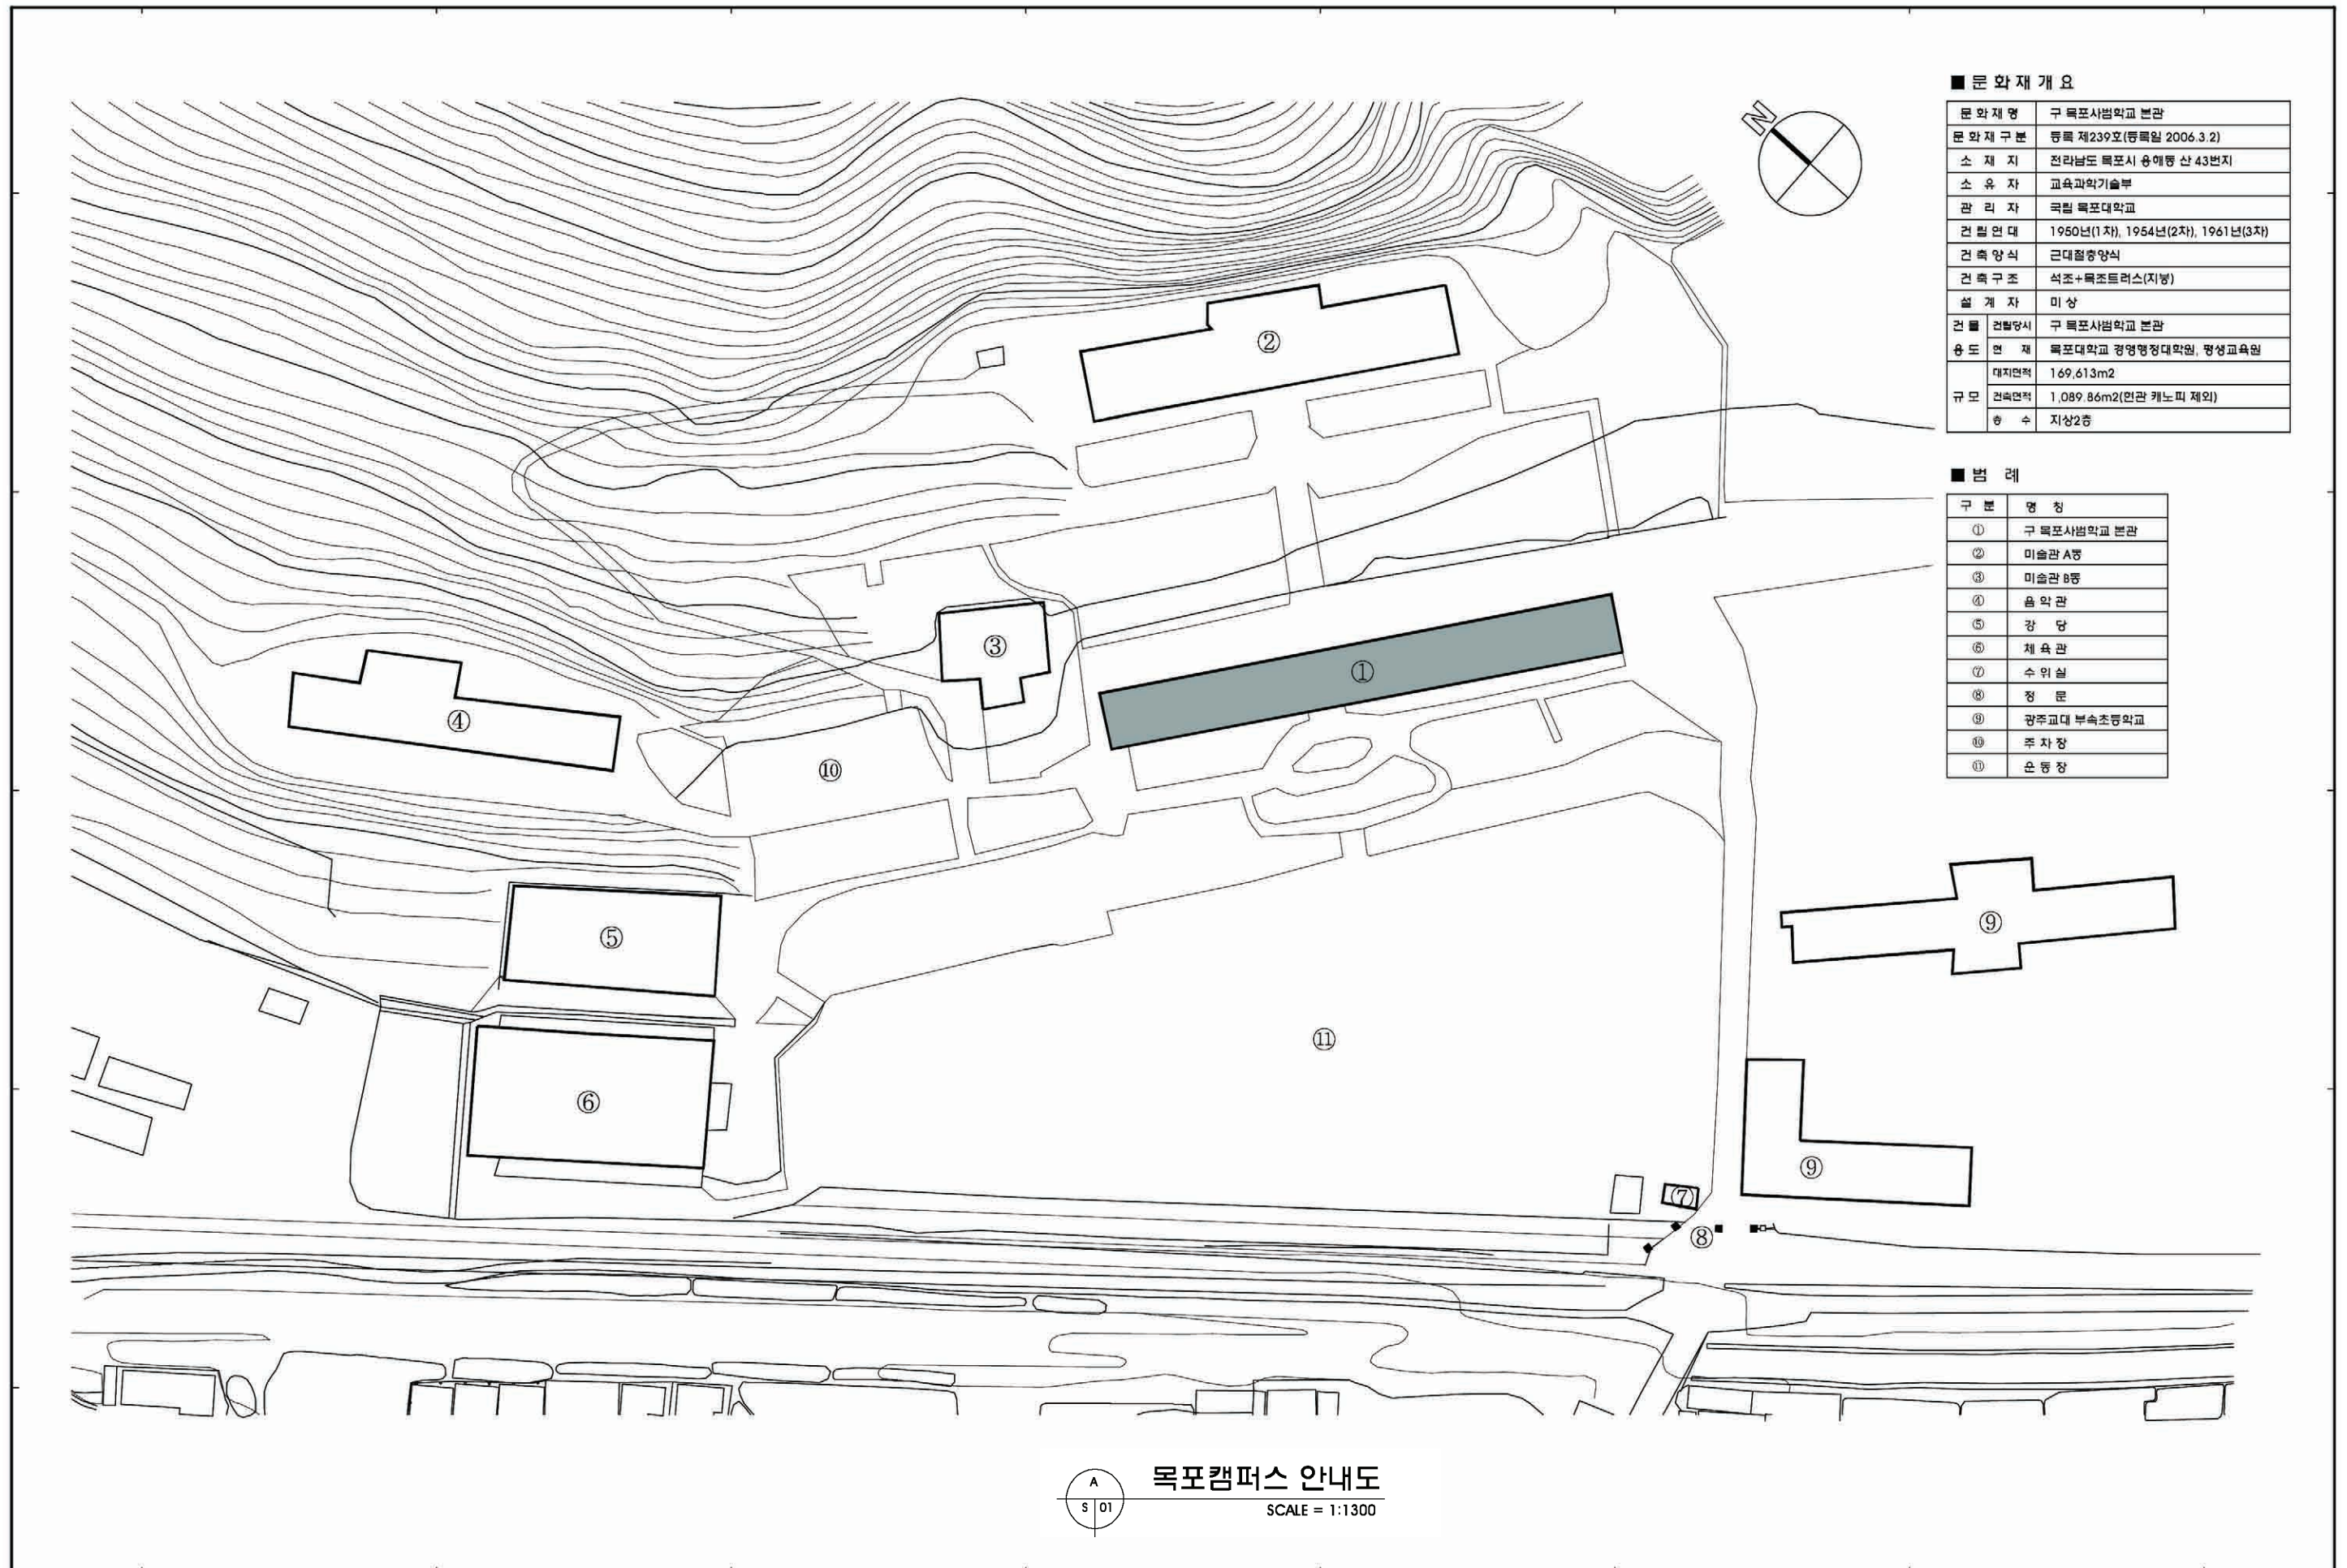 N
■ 문화재개요
문화재명 구 목포사범학교 본관
문화재구분 등록 제239호(등록일 2006.3.2)
소재지 전라남도 목포시 용해동 산 43번지
소유자 교육과학기술부
관리자 국립 목포대학교
건립연대 1950년(1차), 1954년(2차), 1961년(3차)
건축양식 근대절충양식
건축구조 석조+목조트러스(지붕)
설계자 미상
건물 건립당시 구 목포사범학교 본관
용도 현재 목포대학교 경영행정대학원, 평생교육원
대지면적 169,613m2
규모 건축면적 1,089.86m2(현관 캐노피 제외)
층수 지상2층
■ 범례
구분 명칭
① 구 목포사범학교 본관
② 미술관 A동
③ 미술관 B동
④ 음악관
⑤ 강당
⑥ 체육관
⑦ 수위실
⑧ 정문
⑨ 광주교대 부속초등학교
⑩ 주차장
⑪ 운동장
②
③
①
④
⑩
⑤
⑨
⑪
⑥
⑨
⑦
⑧
A
S 01
목포캠퍼스 안내도
SCALE = 1:1300